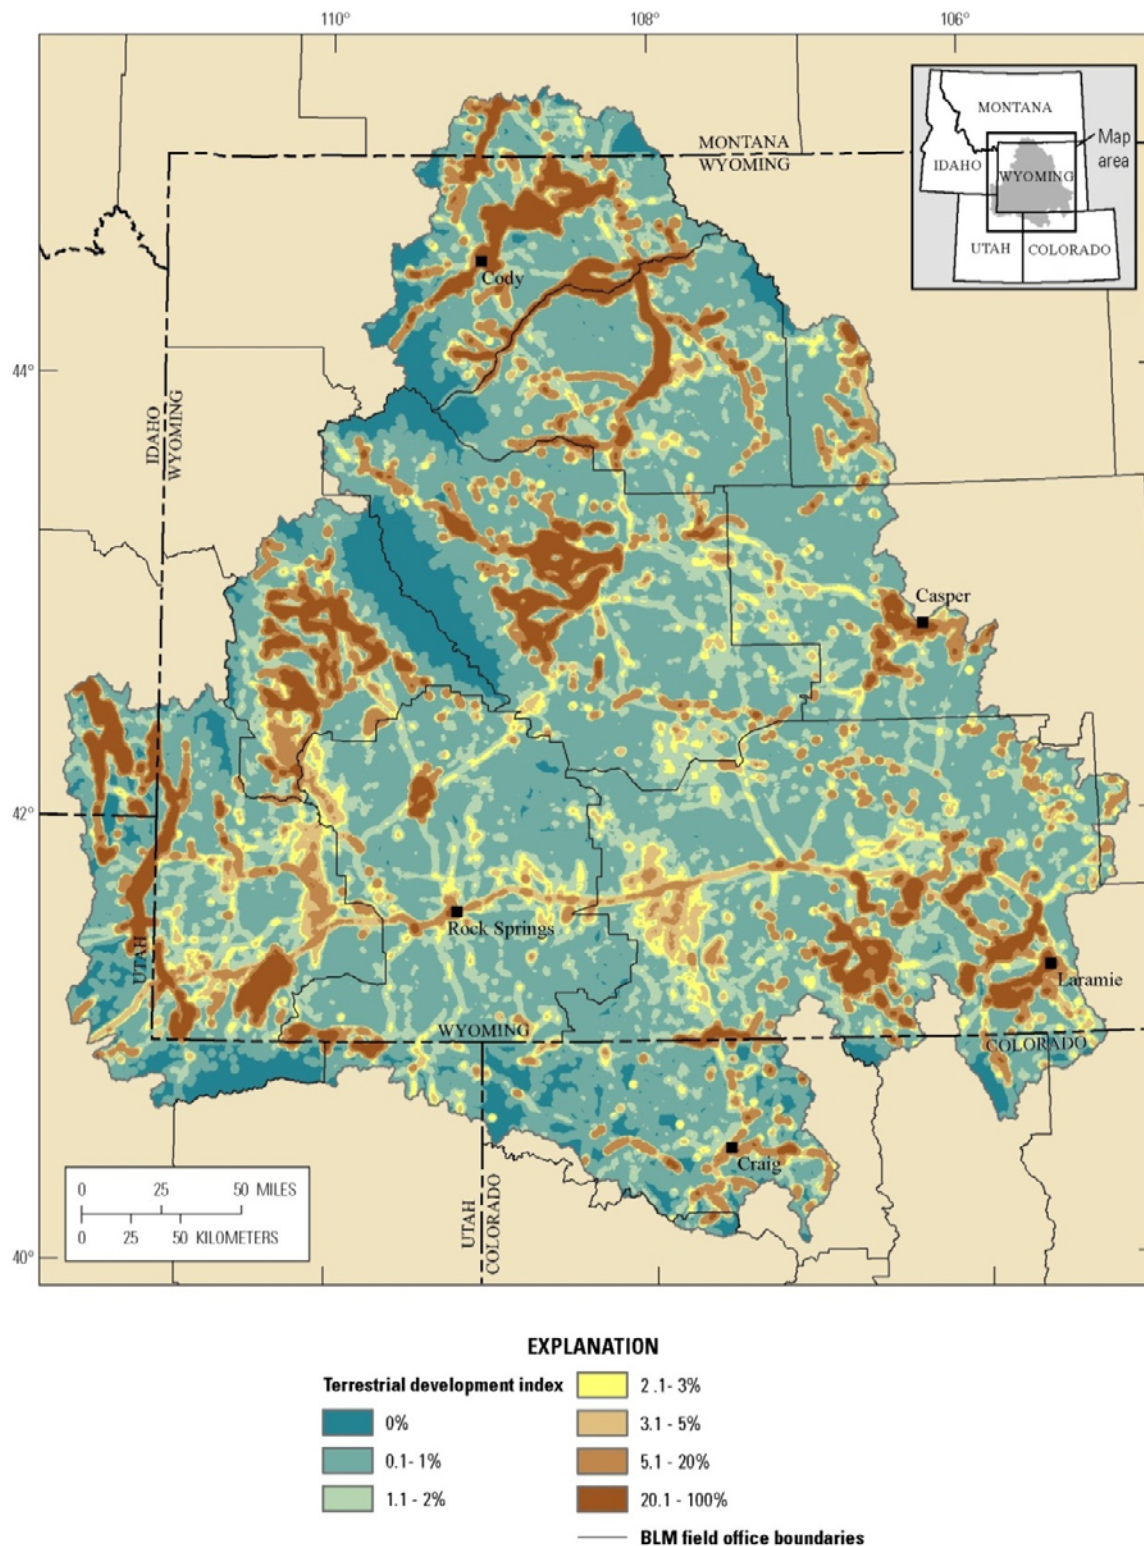 110°
108°
106°
MONTANA
IDAHO
WYOMING
UTAH
COLORADO
Map
area
MONTANA
WYOMING
Cody
44°
IDAHO
WYOMING
Casper
42°
Rock Springs
UTAH
Laramie
WYOMING
COLORADO
Craig
0 25 50 MILES
0 25 50 KILOMETERS
UTAH
COLORADO
40°
110°
108°
EXPLANATION
Terrestrial development index
0%
0.1- 1%
1.1 - 2%
2 .1- 3%
3.1 - 5%
5.1 - 20%
20.1 - 100%
BLM field office boundaries